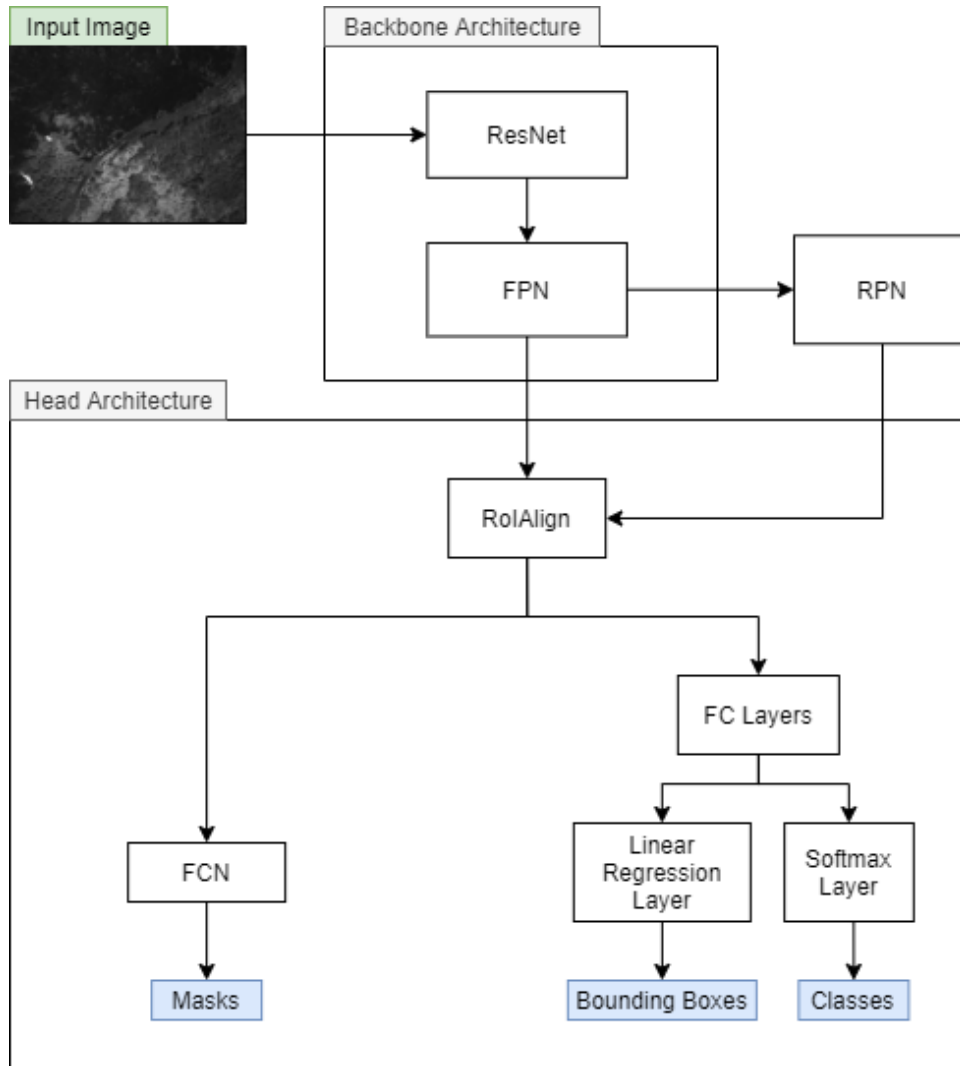 Input Image
Backbone Architecture
ResNet
FPN
RPN
Head Architecture
RoIAlign
FC Layers
Linear
Regression
Layer
Softmax
Layer
FCN
Masks
Bounding Boxes
Classes